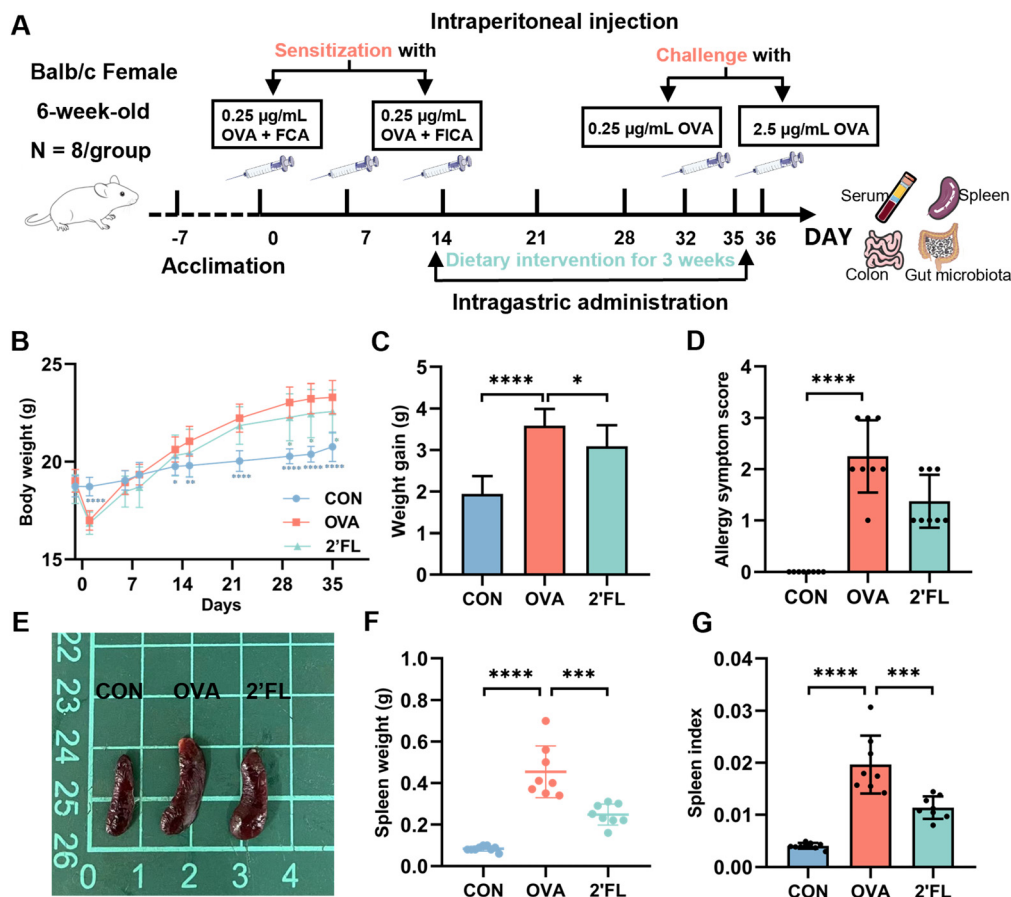 A
Intraperitoneal injection
Balb/c Female
6-week-old
N = 8/group
Sensitization with
Challenge with
0.25 μg/mL
OVA + FCA
0.25 μg/mL
OVA + FICA
0.25 μg/mL OVA
2.5 μg/mL OVA
Serum
Spleen
Colon
Gut microbiota
-7 0 7 14 21 28 32 35 36 DAY
Acclimation
Dietary intervention for 3 weeks
Intragastric administration
B
Body weight (g)
25
20
15
**** * ** **** * **** * **** * ****
CON
OVA
2'FL
0 7 14 21 28 35
Days
C
Weight gain (g)
5
4
3
2
1
0
**** *
CON OVA 2'FL
D
Allergy symptom score
4
3
2
1
0
****
CON OVA 2'FL
E
22
23
24
25
26
CON OVA 2'FL
0 1 2 3 4
F
Spleen weight (g)
1.0
0.8
0.6
0.4
0.2
0.0
**** ***
CON OVA 2'FL
G
Spleen index
0.04
0.03
0.02
0.01
0.00
**** ***
CON OVA 2'FL